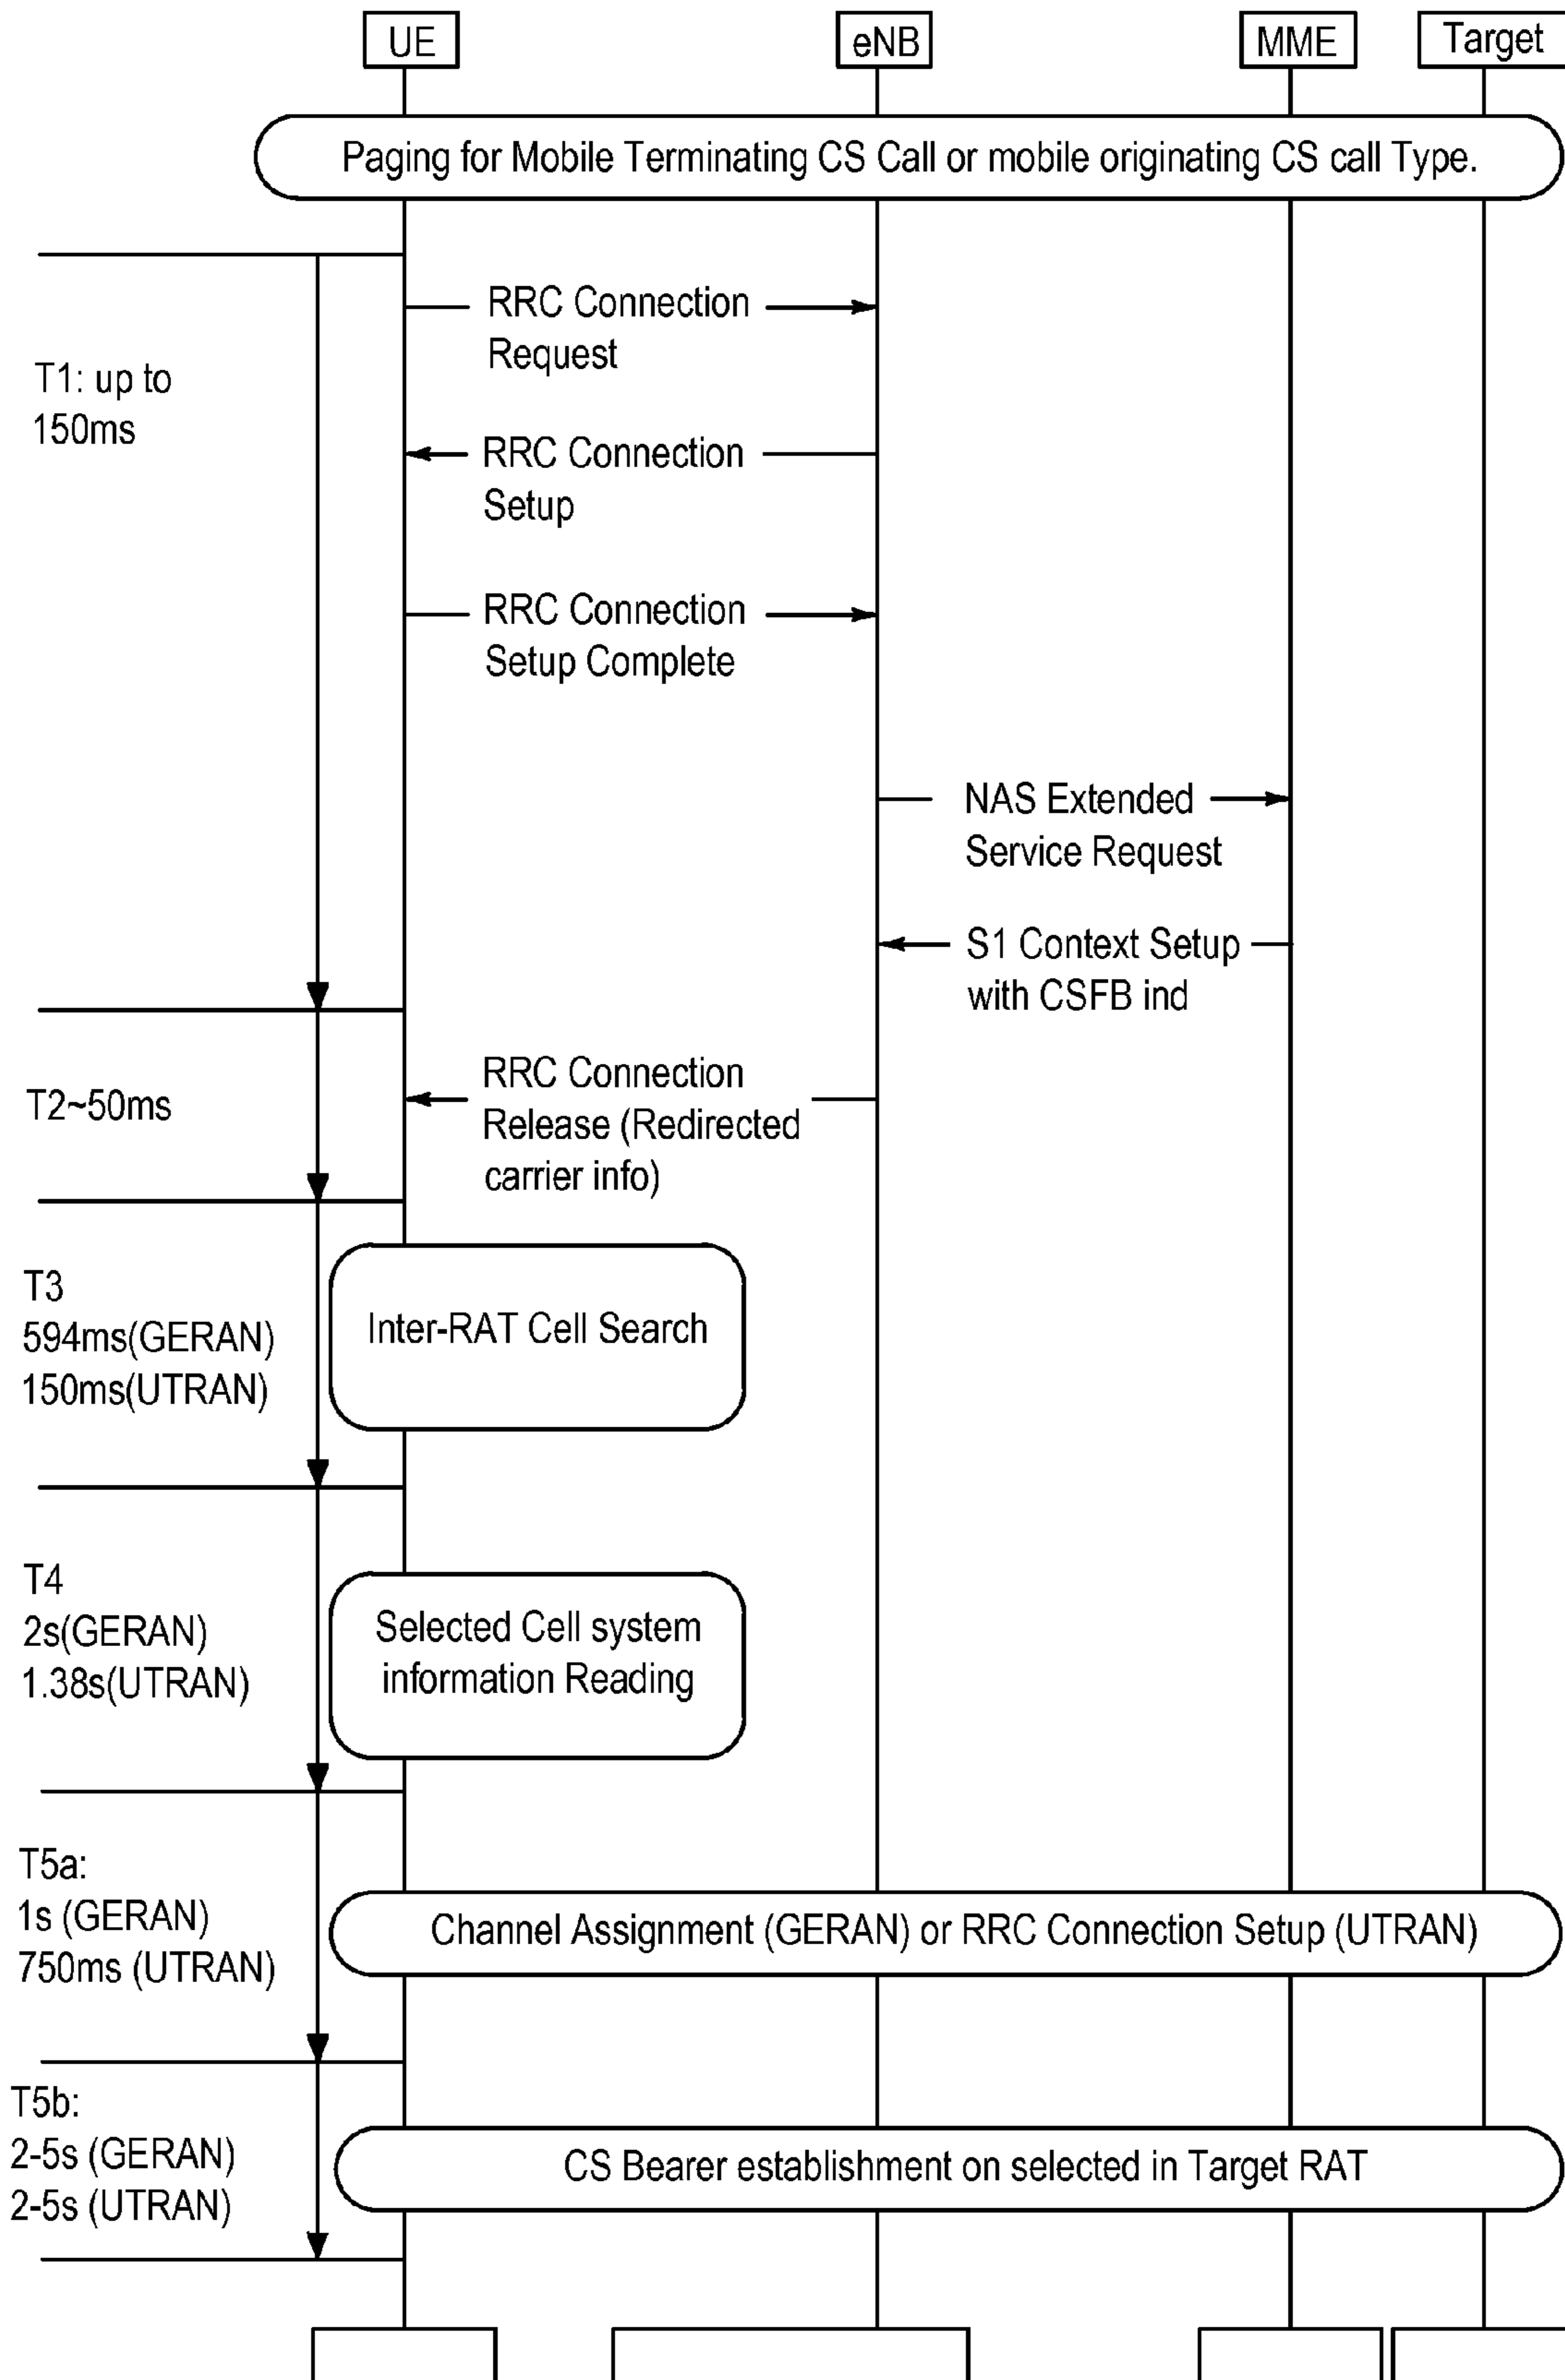 UE
eNB
MME
Target
Paging for Mobile Terminating CS Call or mobile originating CS call Type.
RRC Connection
Request
T1: up to
150ms
RRC Connection
Setup
RRC Connection
Setup Complete
NAS Extended
Service Request
S1 Context Setup
with CSFB ind
RRC Connection
Release (Redirected
carrier info)
T2~50ms
T3
594ms(GERAN)
150ms(UTRAN)
Inter-RAT Cell Search
T4
2s(GERAN)
1.38s(UTRAN)
Selected Cell system
information Reading
T5a:
1s (GERAN)
750ms (UTRAN)
Channel Assignment (GERAN) or RRC Connection Setup (UTRAN)
T5b:
2-5s (GERAN)
2-5s (UTRAN)
CS Bearer establishment on selected in Target RAT